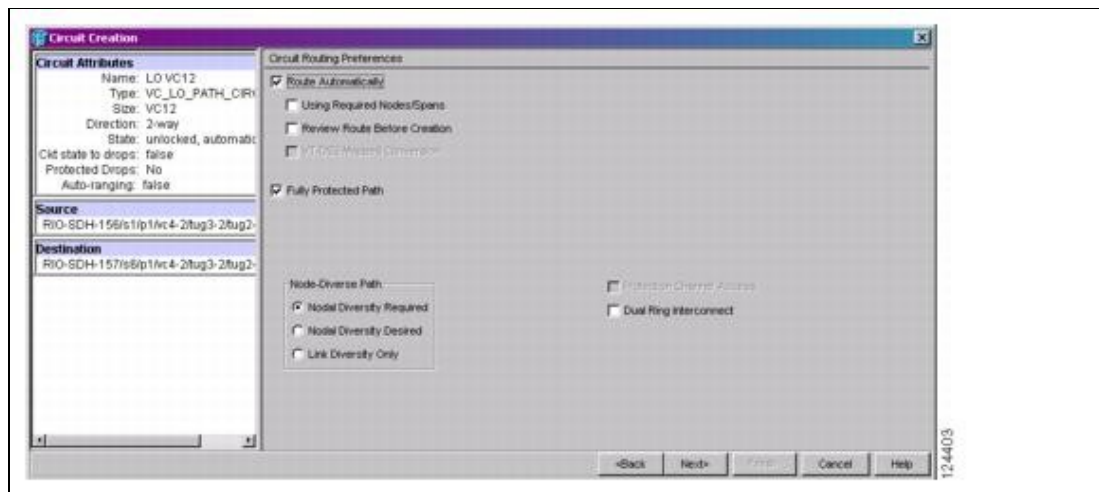 Circuit Creation
Circuit Attributes
Name: LO VC12
Type: VC_LO_PATH_CIR
Size: VC12
Direction: 2-way
State: unlocked, automatic
Ckt state to drops: false
Protected Drops: No
Auto-ranging: false
Source
RIO-SDH-156/s1/p1/vc4-2/tug3-2/tug2-
Destination
RIO-SDH-157/s6/p1/vc4-2/tug3-2/tug2-
Circuit Routing Preferences
Route Automatically
Using Required Nodes/Spans
Review Route Before Creation
Fully Protected Path
Node-Diverse Path
Nodal Diversity Required
Nodal Diversity Desired
Link Diversity Only
Protection Channel Access
Dual Ring Interconnect
<Back
Next>
Finish
Cancel
Help
124403